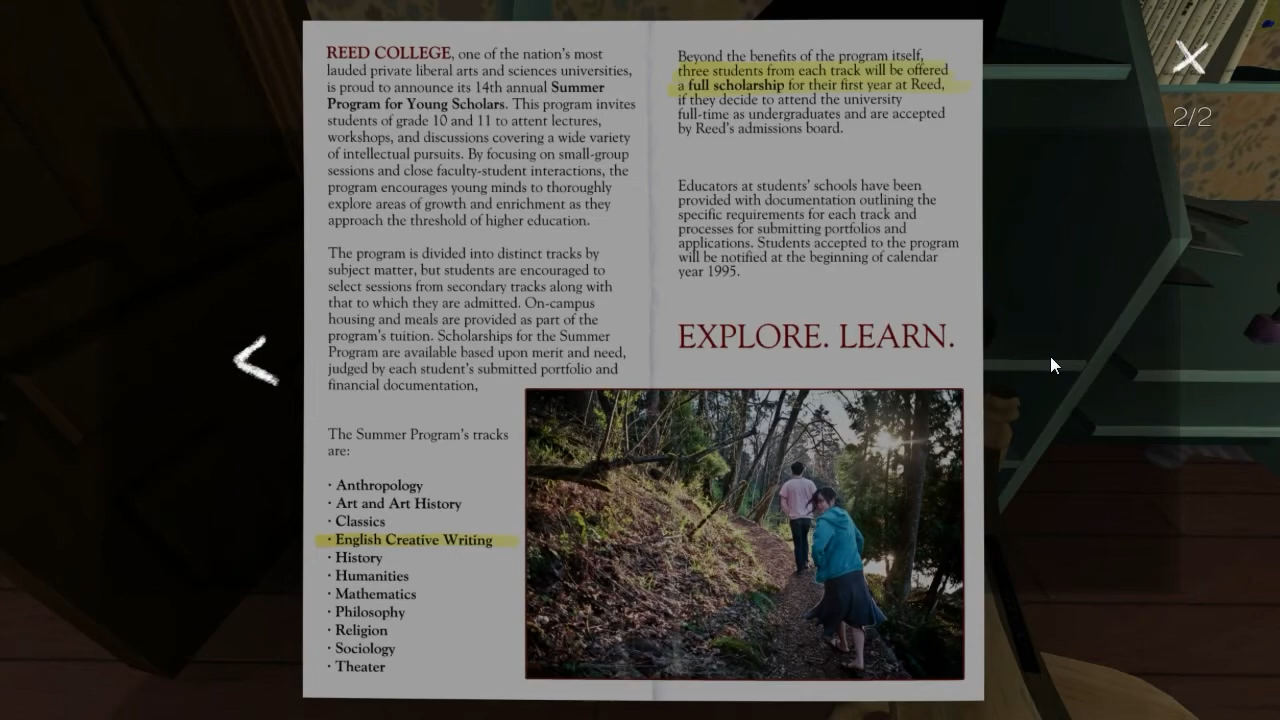 REED COLLEGE, one of the nation's most
lauded private liberal arts and sciences universities,
is proud to announce its 14th annual Summer
Program for Young Scholars. This program invites
students of grade 10 and 11 to attent lectures,
workshops, and discussions covering a wide variety
of intellectual pursuits. By focusing on small-group
sessions and close faculty-student interactions, the
program encourages young minds to thoroughly
explore areas of growth and enrichment as they
approach the threshold of higher education.
The program is divided into distinct tracks by
subject matter, but students are encouraged to
select sessions from secondary tracks along with
that to which they are admitted. On-campus
housing and meals are provided as part of the
program's tuition. Scholarships for the Summer
Program are available based upon merit and need,
judged by each student's submitted portfolio and
financial documentation,
The Summer Program's tracks
are:
· Anthropology
· Art and Art History
· Classics
· English Creative Writing
· History
· Humanities
· Mathematics
· Philosophy
· Religion
· Sociology
· Theater
Beyond the benefits of the program itself,
three students from each track will be offered
a full scholarship for their first year at Reed,
if they decide to attend the university
full-time as undergraduates and are accepted
by Reed's admissions board.
Educators at students' schools have been
provided with documentation outlining the
specific requirements for each track and
processes for submitting portfolios and
applications. Students accepted to the program
will be notified at the beginning of calendar
year 1995.
EXPLORE. LEARN.
2/2